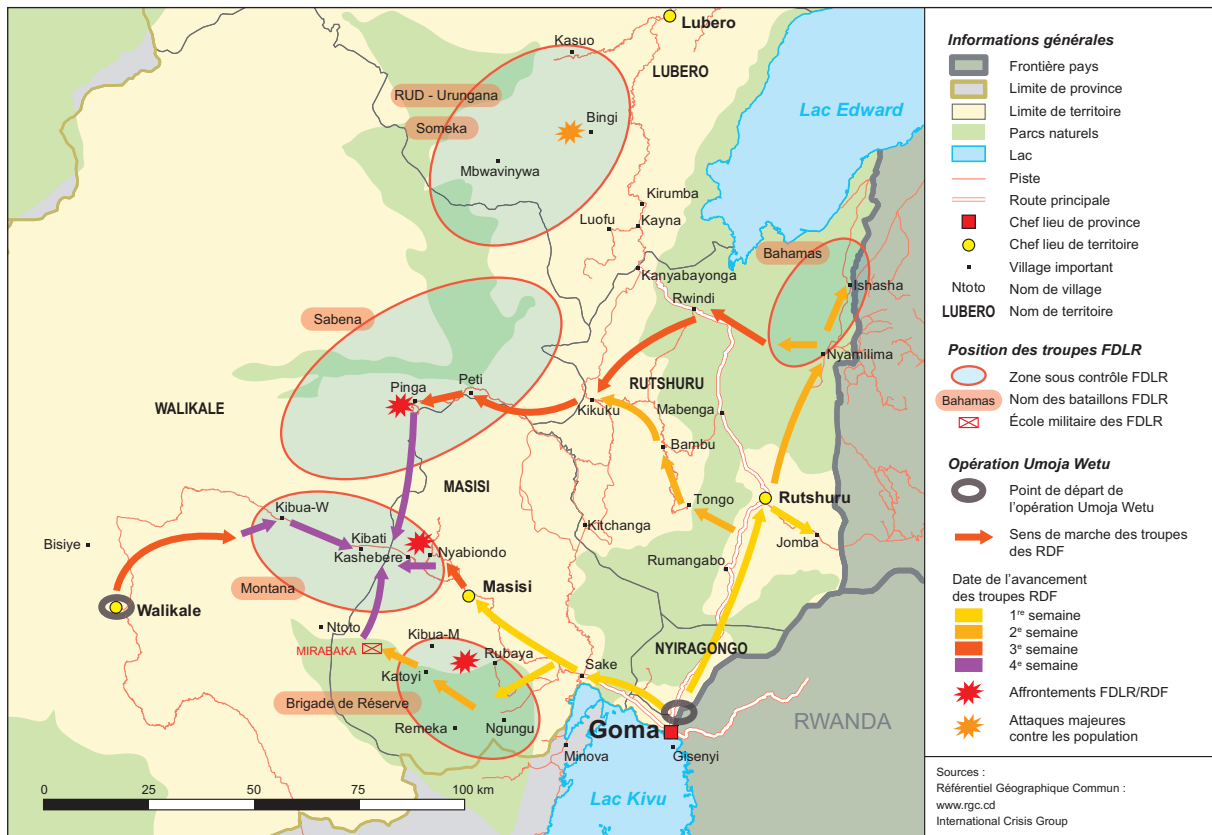 Lubero
Kasuo
LUBERO
RUD - Urungana
Lac Edward
Someka
Bingi
Mbwavinywa
Kirumba
Luofu
Kayna
Bahamas
Kanyabayonga
Ishasha
Rwindi
Sabena
Nyamilima
Peti
RUTSHURU
Pinga
WALIKALE
Kikuku
Mabenga
Bambu
MASISI
Rutshuru
Tongo
Kibua-W
Kitchanga
Jomba
Bisiye
Kibati
Nyabiondo
Kashebere
Rumangabo
Montana
Masisi
Walikale
Ntoto
Kibua-M
NYIRAGONGO
MIRABAKA
Rubaya
Sake
Katoyi
Brigade de Réserve
Remeka
Ngungu
Goma
RWANDA
Minova
Gisenyi
Lac Kivu
0 25 50 75 100 km
Informations générales
Frontière pays
Limite de province
Limite de territoire
Parcs naturels
Lac
Piste
Route principale
Chef lieu de province
Chef lieu de territoire
Village important
Ntoto Nom de village
LUBERO Nom de territoire
Position des troupes FDLR
Zone sous contrôle FDLR
Bahamas Nom des bataillons FDLR
École militaire des FDLR
Opération Umoja Wetu
Point de départ de
l'opération Umoja Wetu
Sens de marche des troupes
des RDF
Date de l'avancement
des troupes RDF
1re semaine
2e semaine
3e semaine
4e semaine
Affrontements FDLR/RDF
Attaques majeures
contre les population
Sources :
Référentiel Géographique Commun :
www.rgc.cd
International Crisis Group